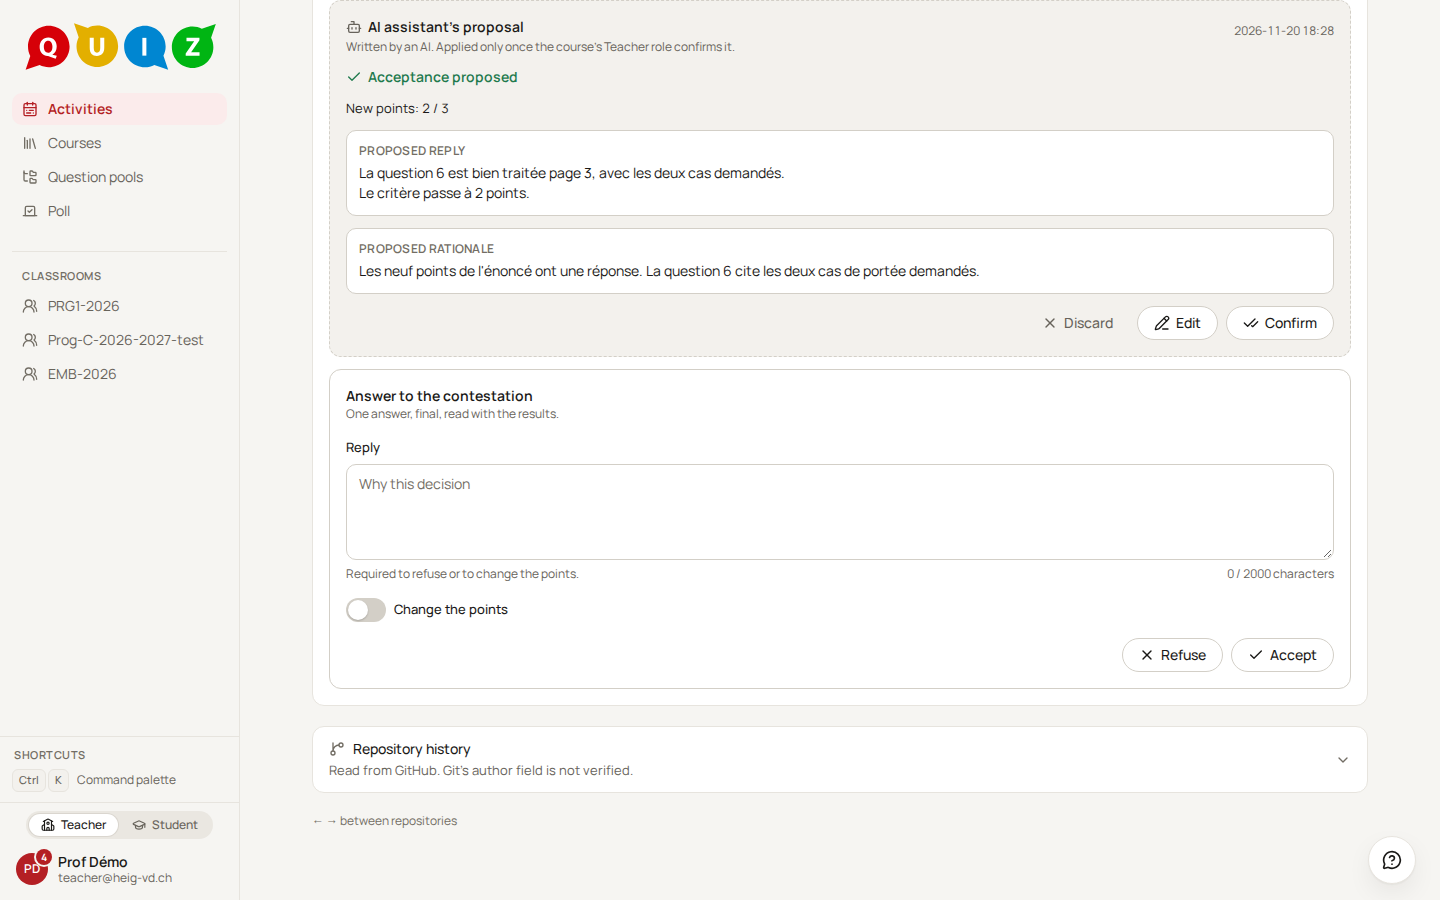 QUIZ
Activities
Courses
Question pools
Poll
CLASSROOMS
PRG1-2026
Prog-C-2026-2027-test
EMB-2026
SHORTCUTS
Ctrl K Command palette
Teacher Student
PD 4
Prof Démo
teacher@heig-vd.ch
AI assistant's proposal
2026-11-20 18:28
Written by an AI. Applied only once the course's Teacher role confirms it.
Acceptance proposed
New points: 2 / 3
PROPOSED REPLY
La question 6 est bien traitée page 3, avec les deux cas demandés.
Le critère passe à 2 points.
PROPOSED RATIONALE
Les neuf points de l'énoncé ont une réponse. La question 6 cite les deux cas de portée demandés.
Discard Edit Confirm
Answer to the contestation
One answer, final, read with the results.
Reply
Why this decision
Required to refuse or to change the points. 0 / 2000 characters
Change the points
Refuse Accept
Repository history
Read from GitHub. Git's author field is not verified.
← → between repositories